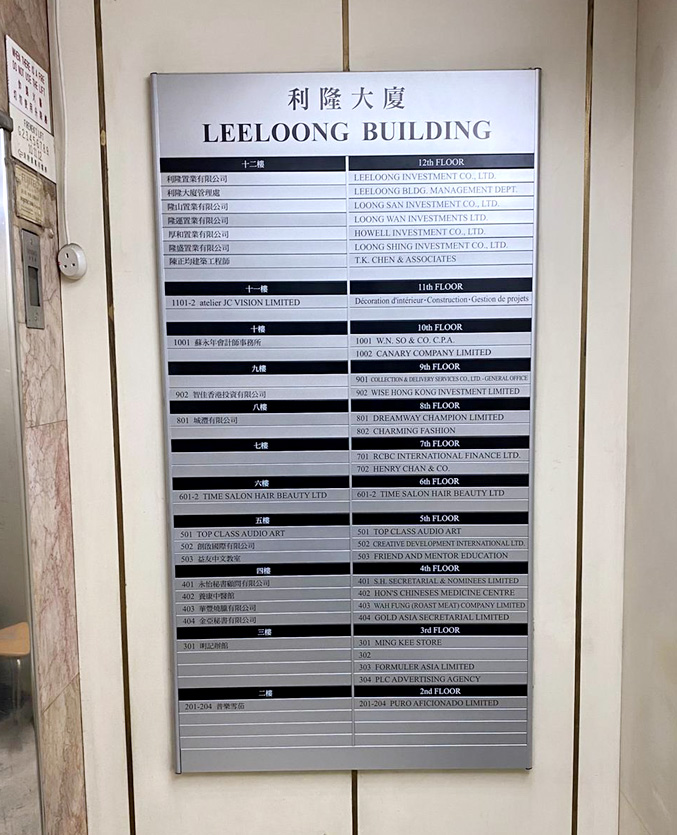 WHEN THERE IS A FIRE
DO NOT USE THE LIFT
利隆大廈
LEELOONG BUILDING
十二樓 12th FLOOR
利隆置業有限公司 LEELOONG INVESTMENT CO., LTD.
利隆大廈管理處 LEELOONG BLDG. MANAGEMENT DEPT.
隆山置業有限公司 LOONG SAN INVESTMENT CO., LTD.
隆運置業有限公司 LOONG WAN INVESTMENTS LTD.
厚和置業有限公司 HOWELL INVESTMENT CO., LTD.
隆盛置業有限公司 LOONG SHING INVESTMENT CO., LTD.
陳正均建築工程師 T.K. CHEN & ASSOCIATES
十一樓 11th FLOOR
1101-2 atelier JC VISION LIMITED Décoration d'intérieur·Construction·Gestion de projets
十樓 10th FLOOR
1001 蘇永年會計師事務所 1001 W.N. SO & CO. C.P.A.
1002 CANARY COMPANY LIMITED
九樓 9th FLOOR
901 COLLECTION & DELIVERY SERVICES CO., LTD. - GENERAL OFFICE
902 智佳香港投資有限公司 902 WISE HONG KONG INVESTMENT LIMITED
八樓 8th FLOOR
801 城灃有限公司 801 DREAMWAY CHAMPION LIMITED
802 CHARMING FASHION
七樓 7th FLOOR
701 RCBC INTERNATIONAL FINANCE LTD.
702 HENRY CHAN & CO.
六樓 6th FLOOR
601-2 TIME SALON HAIR BEAUTY LTD 601-2 TIME SALON HAIR BEAUTY LTD
五樓 5th FLOOR
501 TOP CLASS AUDIO ART 501 TOP CLASS AUDIO ART
502 創啟國際有限公司 502 CREATIVE DEVELOPMENT INTERNATIONAL LTD.
503 益友中文教室 503 FRIEND AND MENTOR EDUCATION
四樓 4th FLOOR
401 永怡秘書顧問有限公司 401 S.H. SECRETARIAL & NOMINEES LIMITED
402 養康中醫館 402 HON'S CHINESES MEDICINE CENTRE
403 華豐燒臘有限公司 403 WAH FUNG (ROAST MEAT) COMPANY LIMITED
404 金亞秘書有限公司 404 GOLD ASIA SECRETARIAL LIMITED
三樓 3rd FLOOR
301 明記辦館 301 MING KEE STORE
302
303 FORMULER ASIA LIMITED
304 PLC ADVERTISING AGENCY
二樓 2nd FLOOR
201-204 音樂雪茄 201-204 PURO AFICIONADO LIMITED